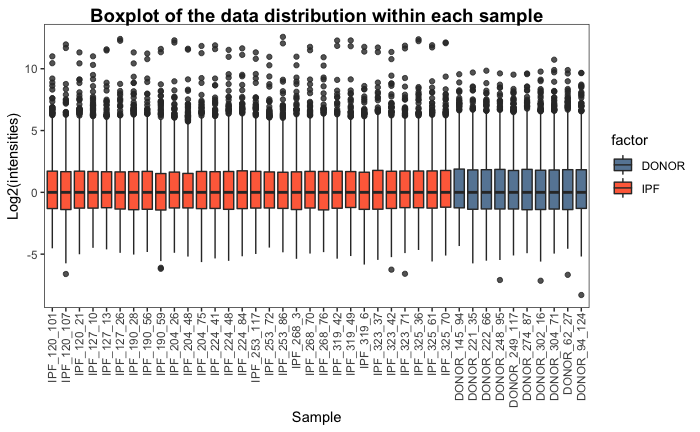 Boxplot of the data distribution within each sample
Log2(intensities)
10
5
0
-5
IPF_120_101
IPF_120_107
IPF_120_21
IPF_127_10
IPF_127_13
IPF_127_26
IPF_190_28
IPF_190_56
IPF_190_59
IPF_204_26
IPF_204_48
IPF_204_75
IPF_224_41
IPF_224_48
IPF_224_84
IPF_253_117
IPF_253_72
IPF_253_86
IPF_268_3
IPF_268_70
IPF_268_76
IPF_319_42
IPF_319_49
IPF_319_6
IPF_323_37
IPF_323_42
IPF_323_71
IPF_325_36
IPF_325_61
IPF_325_70
DONOR_145_94
DONOR_221_35
DONOR_222_66
DONOR_248_95
DONOR_249_117
DONOR_274_87
DONOR_302_16
DONOR_304_71
DONOR_62_27
DONOR_94_124
Sample
factor
DONOR
IPF